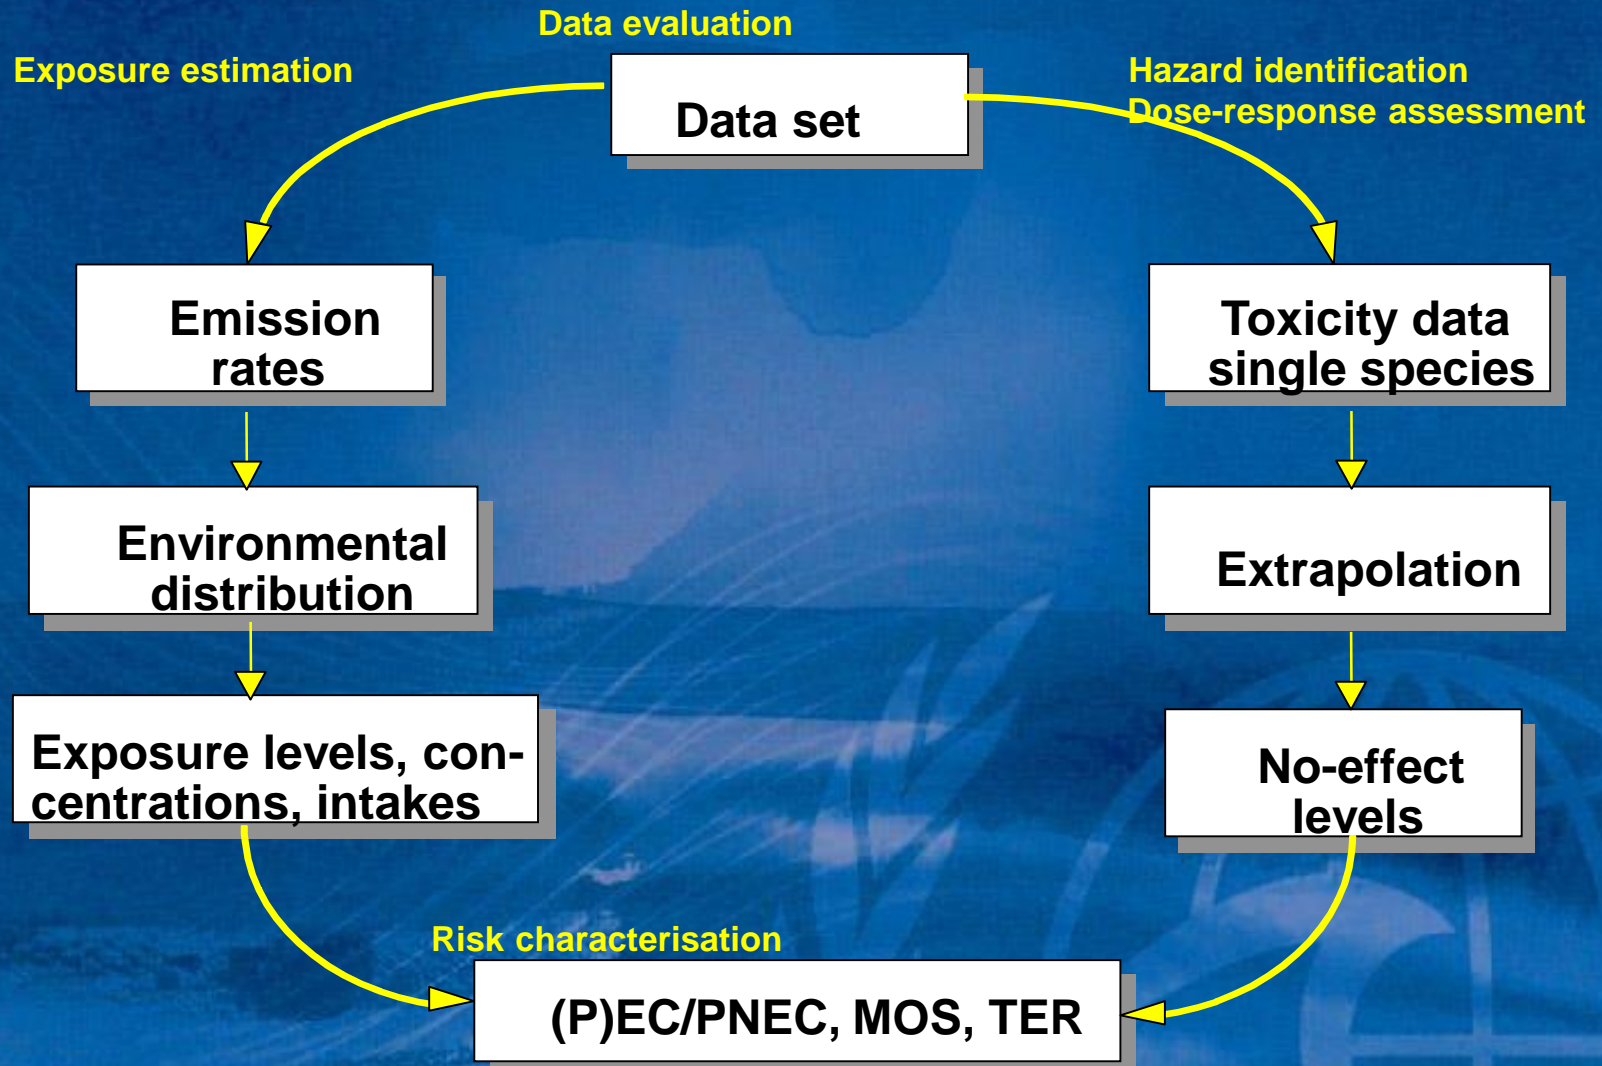 Data evaluation
Exposure estimation
Hazard identification
Dose-response assessment
Data set
Emission
rates
Toxicity data
single species
Environmental
distribution
Extrapolation
Exposure levels, con-
centrations, intakes
No-effect
levels
Risk characterisation
(P)EC/PNEC, MOS, TER